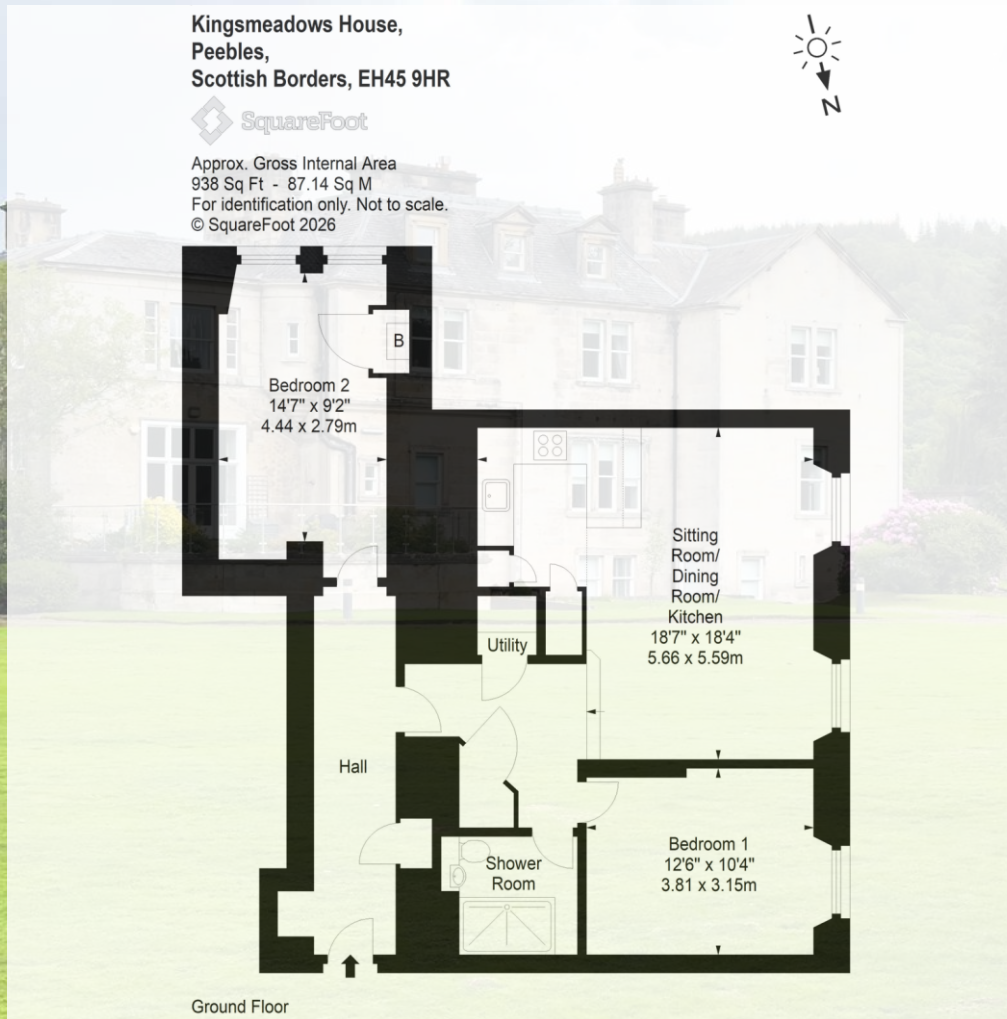 Kingsmeadows House,
Peebles,
Scottish Borders, EH45 9HR
SquareFoot
Approx. Gross Internal Area
938 Sq Ft - 87.14 Sq M
For identification only. Not to scale.
© SquareFoot 2026
N
B
Bedroom 2
14'7" x 9'2"
4.44 x 2.79m
Sitting
Room/
Dining
Room/
Kitchen
18'7" x 18'4"
5.66 x 5.59m
Utility
Hall
Bedroom 1
12'6" x 10'4"
3.81 x 3.15m
Shower
Room
Ground Floor